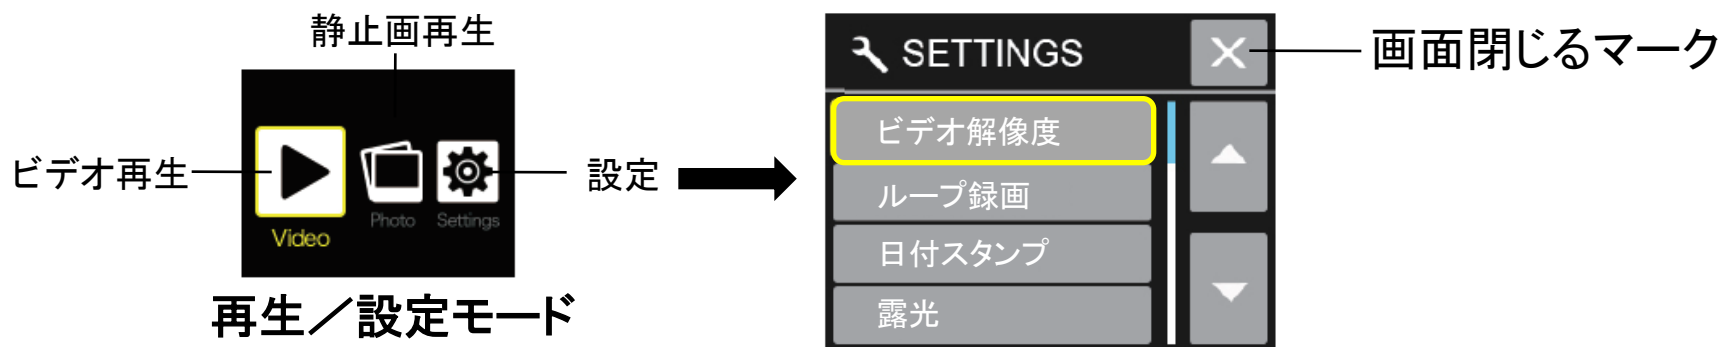 静止画再生
ビデオ再生
Video
Photo
Settings
設定
再生／設定モード
SETTINGS
画面閉じるマーク
ビデオ解像度
ループ録画
日付スタンプ
露光